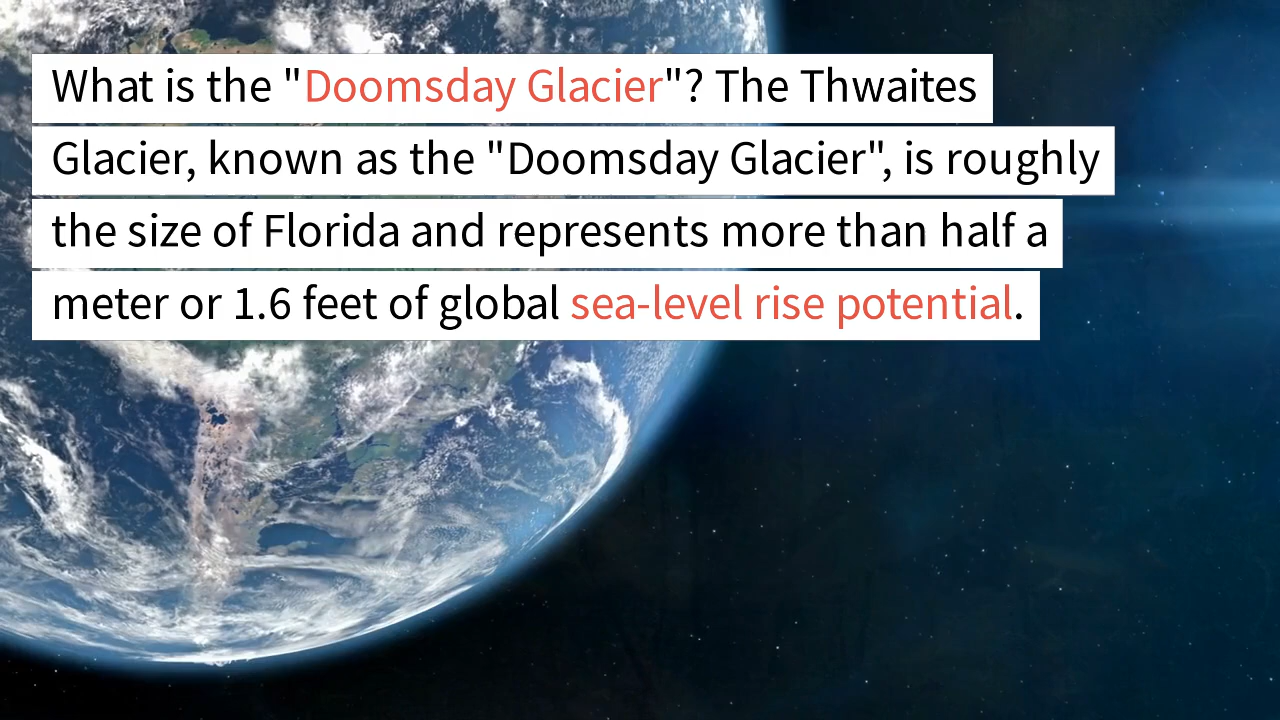 What is the "Doomsday Glacier"? The Thwaites
Glacier, known as the "Doomsday Glacier", is roughly
the size of Florida and represents more than half a
meter or 1.6 feet of global sea-level rise potential.